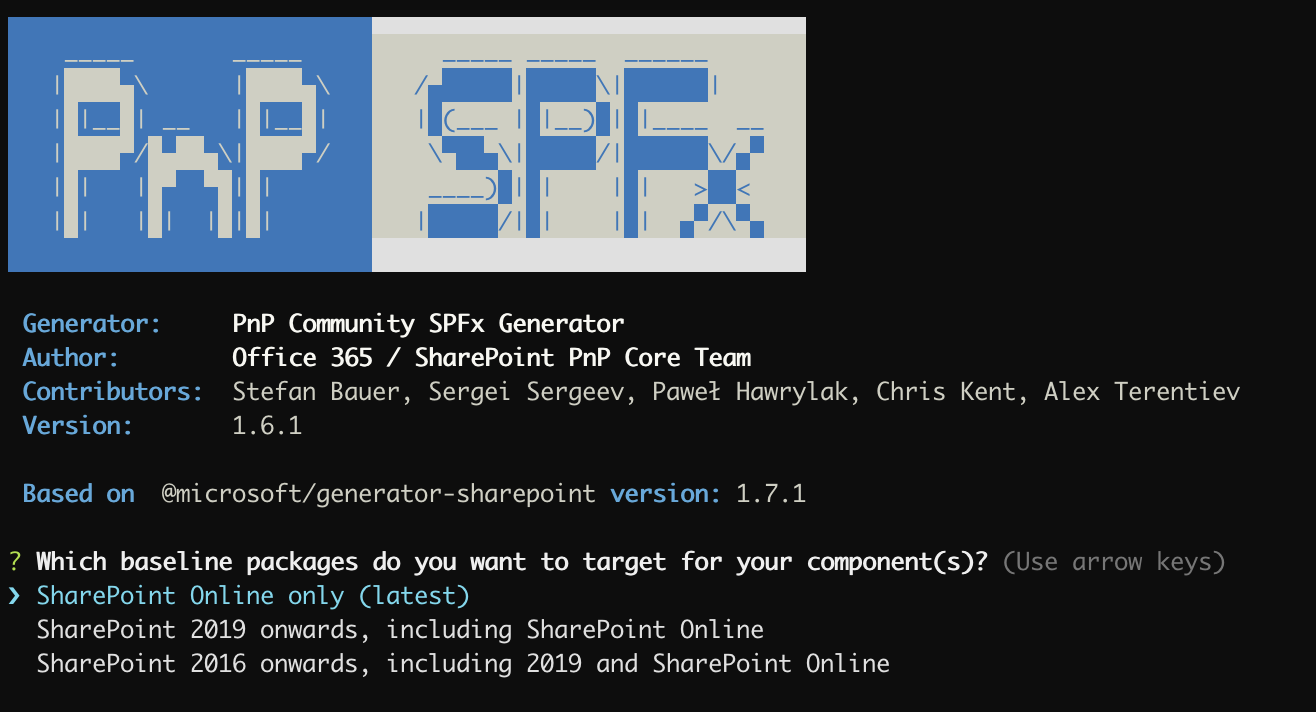 PnP SPFx
Generator: PnP Community SPFx Generator
Author: Office 365 / SharePoint PnP Core Team
Contributors: Stefan Bauer, Sergei Sergeev, Paweł Hawrylak, Chris Kent, Alex Terentiev
Version: 1.6.1
Based on @microsoft/generator-sharepoint version: 1.7.1
? Which baseline packages do you want to target for your component(s)? (Use arrow keys)
❯ SharePoint Online only (latest)
SharePoint 2019 onwards, including SharePoint Online
SharePoint 2016 onwards, including 2019 and SharePoint Online